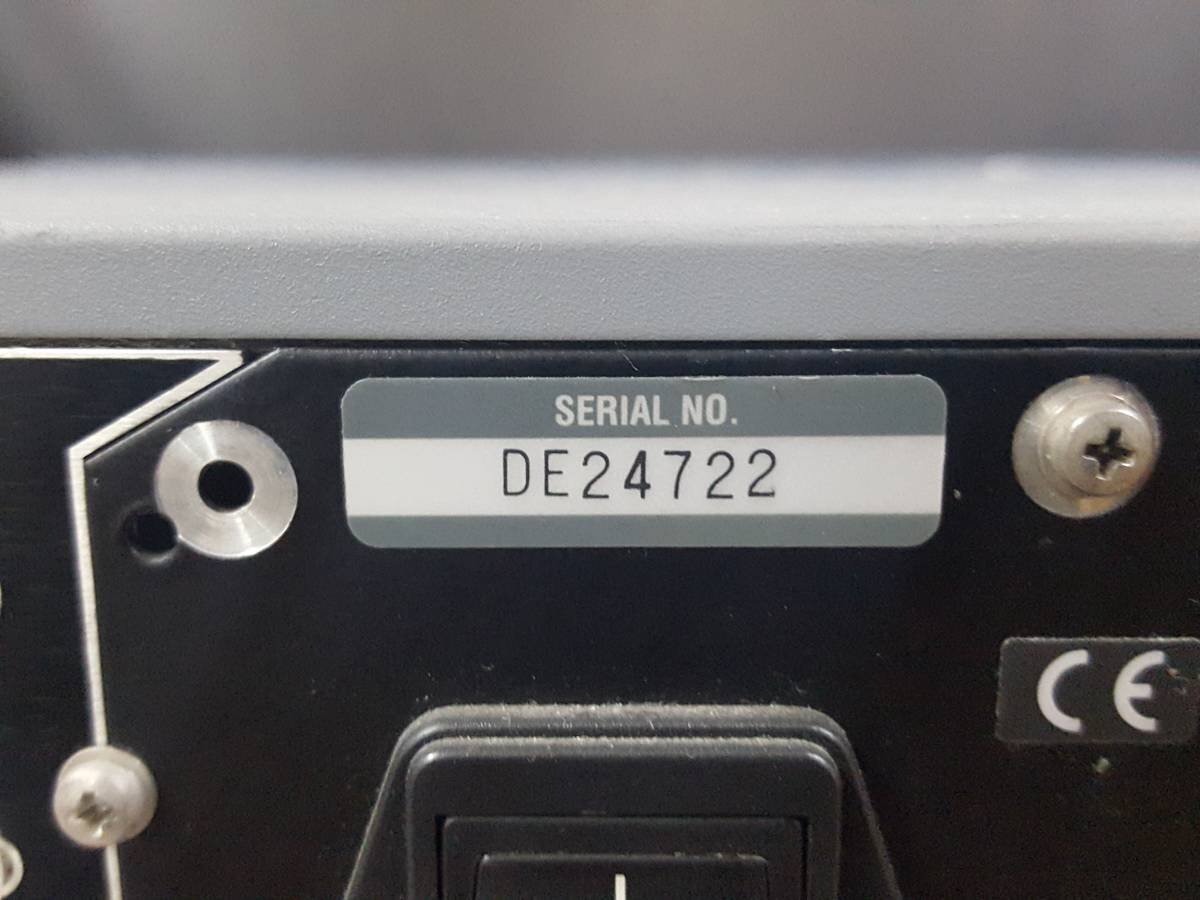 SERIAL NO.
DE24722
CE